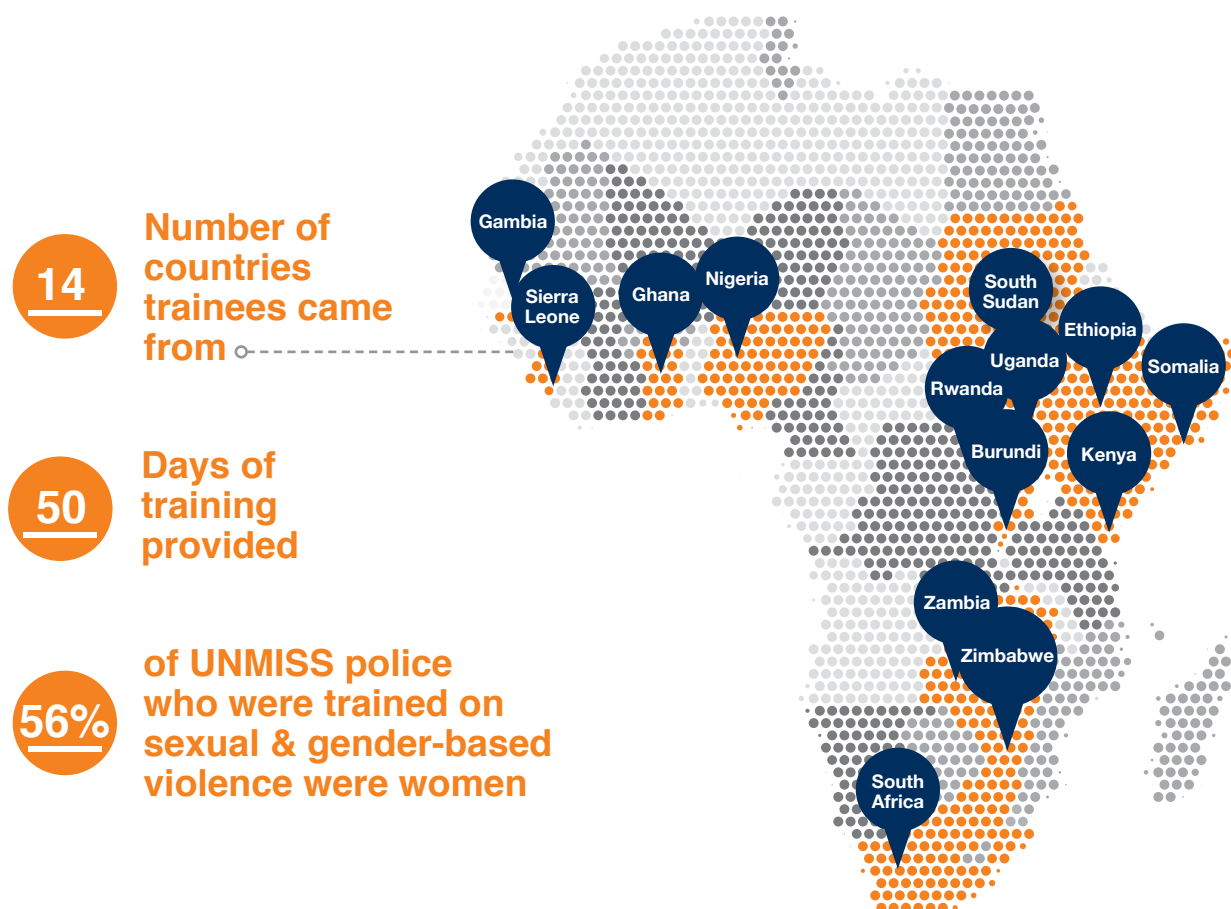 14
Number of
countries
trainees came
from
50
Days of
training
provided
56%
of UNMISS police
who were trained on
sexual & gender-based
violence were women
Gambia
Sierra
Leone
Ghana
Nigeria
South
Sudan
Ethiopia
Uganda
Somalia
Rwanda
Burundi
Kenya
Zambia
Zimbabwe
South
Africa